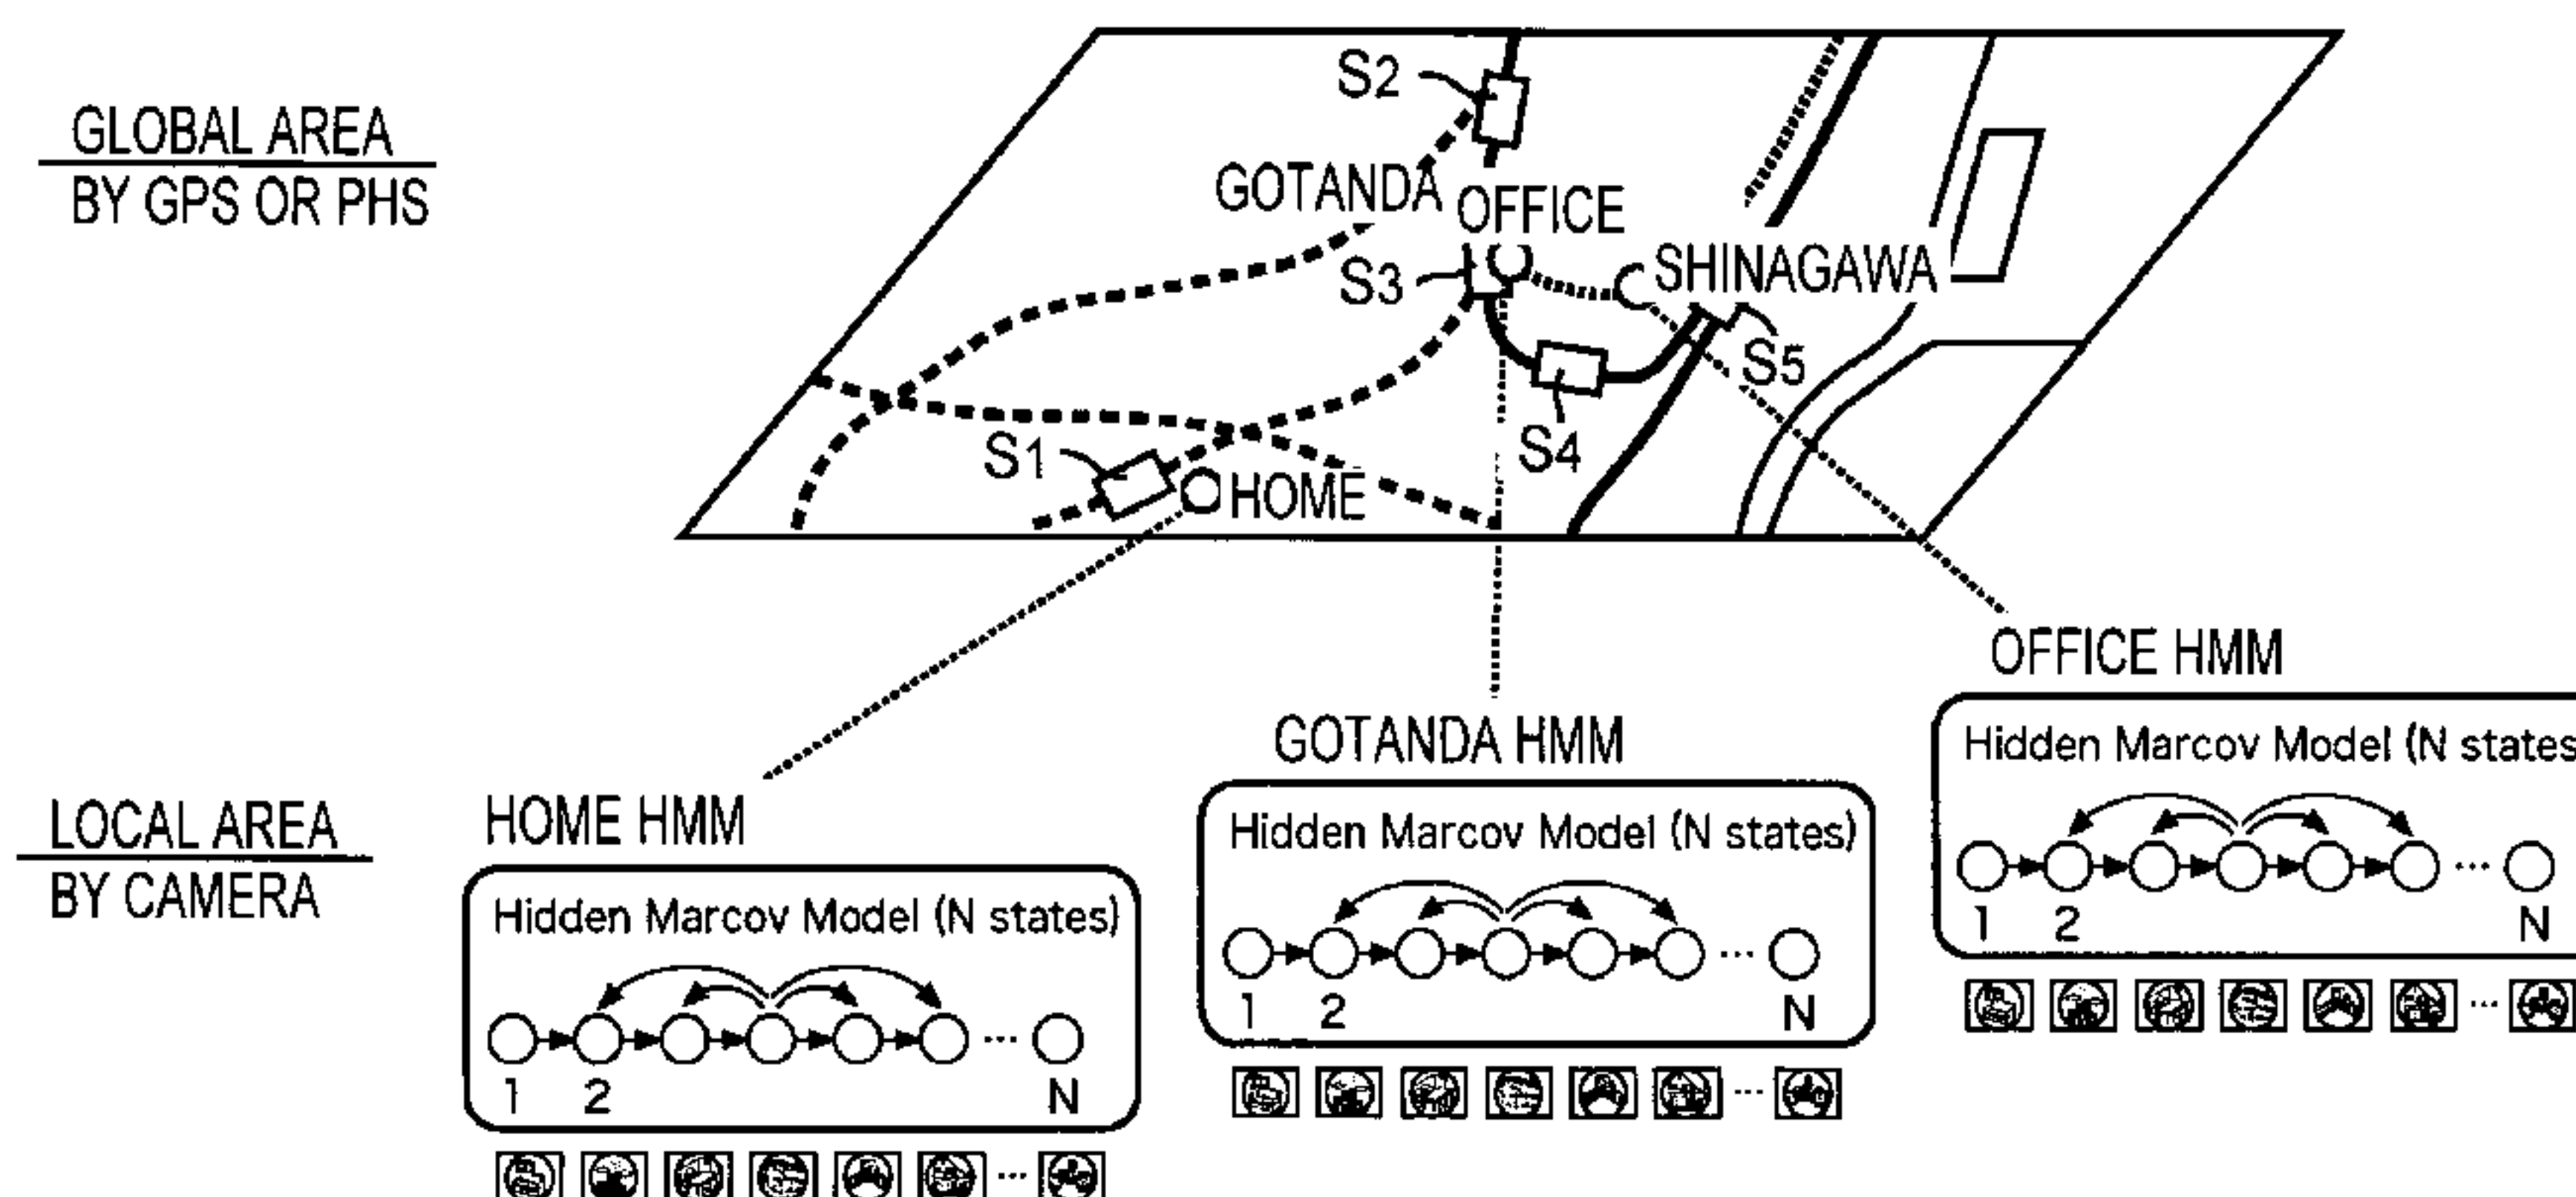 GLOBAL AREA
BY GPS OR PHS
S2
GOTANDA
OFFICE
S3
SHINAGAWA
S5
S4
S1
HOME
LOCAL AREA
BY CAMERA
HOME HMM
Hidden Marcov Model (N states)
1 2 ... N
...
GOTANDA HMM
Hidden Marcov Model (N states)
1 2 ... N
...
OFFICE HMM
Hidden Marcov Model (N states
1 2 ... N
...